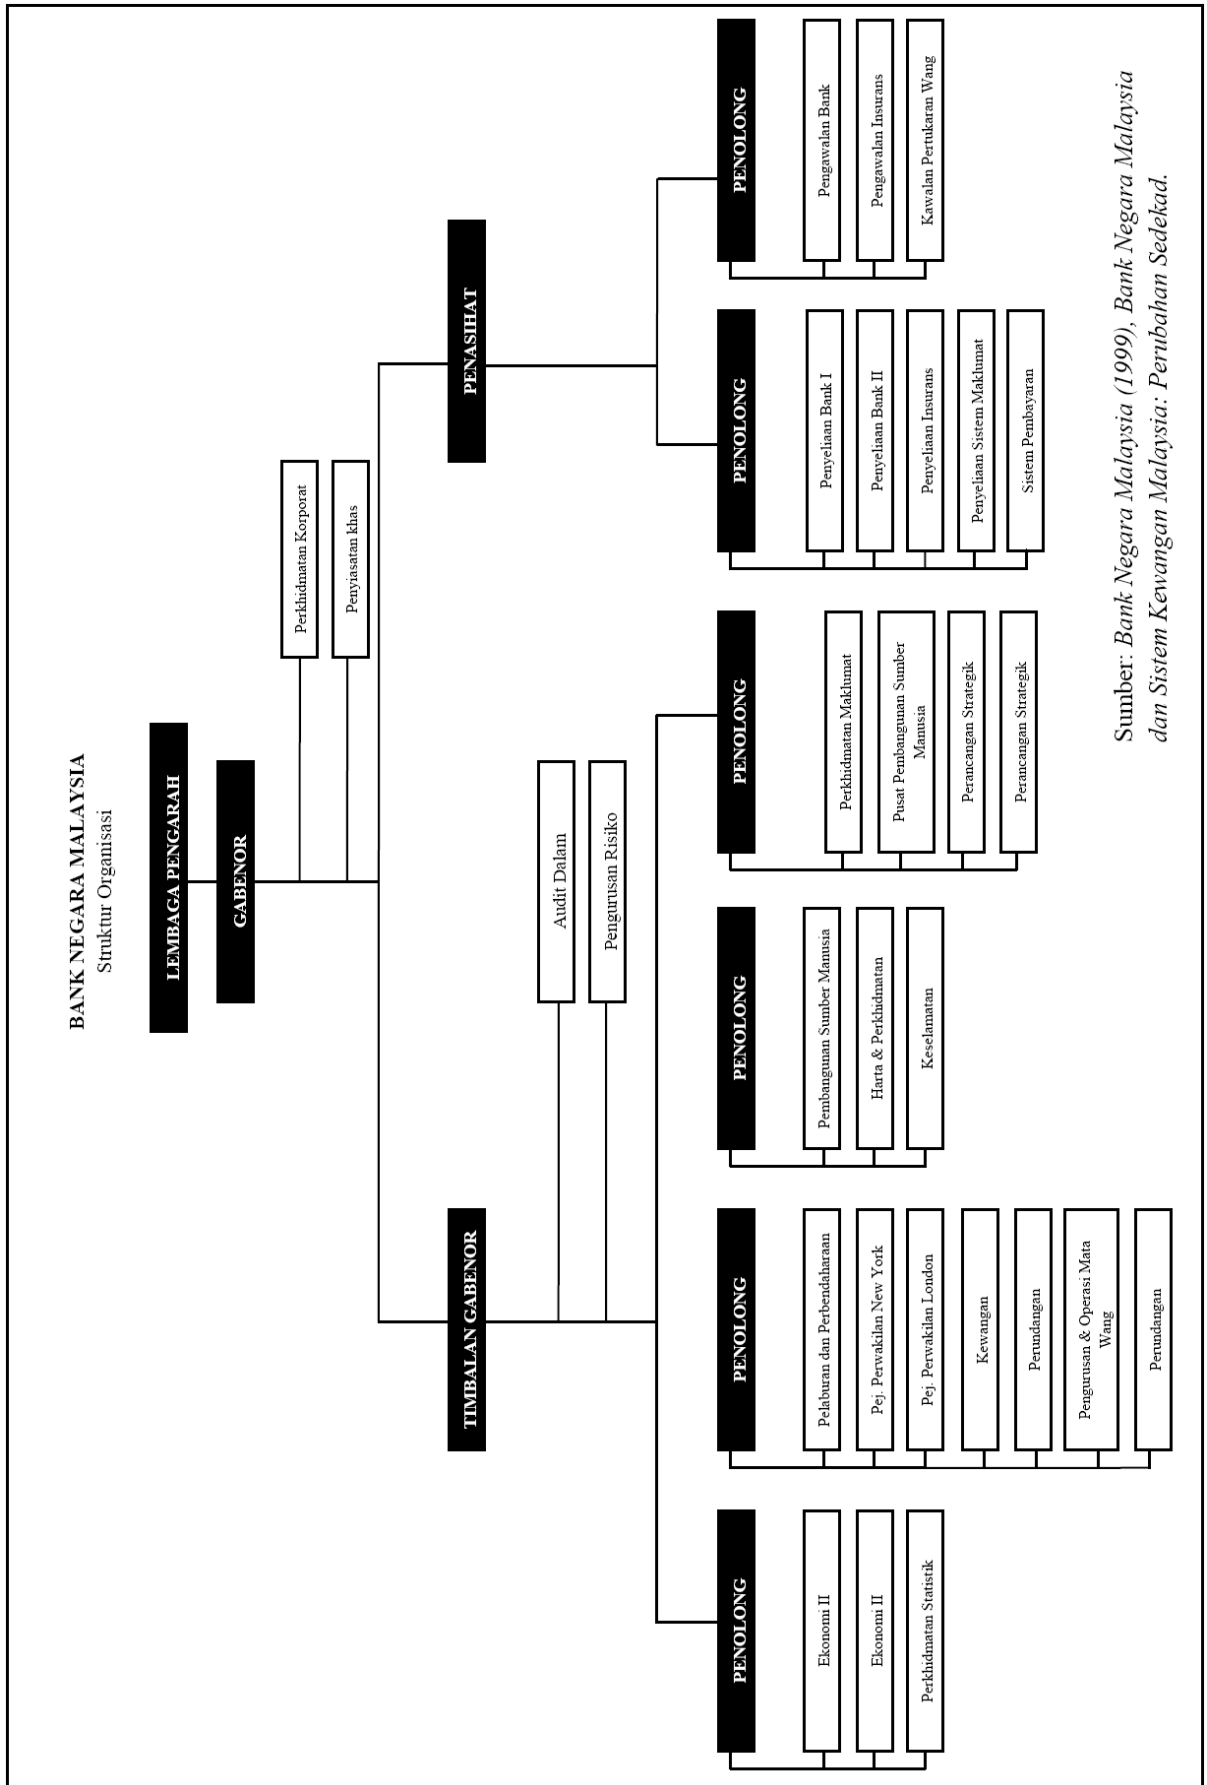 BANK NEGARA MALAYSIA
Struktur Organisasi
LEMBAGA PENGARAH
GABENOR
Perkhidmatan Korporat
Penyiasatan khas
TIMBALAN GABENOR
PENASIHAT
Audit Dalam
Pengurusan Risiko
PENOLONG
Ekonomi II
Ekonomi II
Perkhidmatan Statistik
PENOLONG
Pelaburan dan Perbendaharaan
Pej. Perwakilan New York
Pej. Perwakilan London
Kewangan
Perundangan
Pengurusan & Operasi Mata
Wang
Perundangan
PENOLONG
Pembangunan Sumber Manusia
Harta & Perkhidmatan
Keselamatan
PENOLONG
Perkhidmatan Maklumat
Pusat Pembangunan Sumber
Manusia
Perancangan Strategik
Perancangan Strategik
PENOLONG
Penyeliaan Bank I
Penyeliaan Bank II
Penyeliaan Insurans
Penyeliaan Sistem Maklumat
Sistem Pembayaran
PENOLONG
Pengawalan Bank
Pengawalan Insurans
Kawalan Pertukaran Wang
Sumber: Bank Negara Malaysia (1999), Bank Negara Malaysia
dan Sistem Kewangan Malaysia: Perubahan Sedekad.